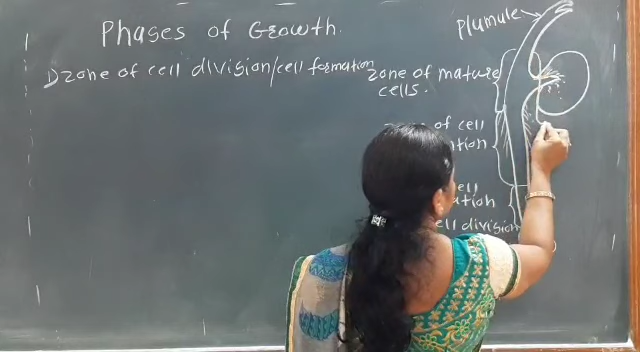 Phases of Growth.
1) zone of cell division/cell formation
plumule
zone of mature
cells.
of cell
ation
cell
ation
cell division